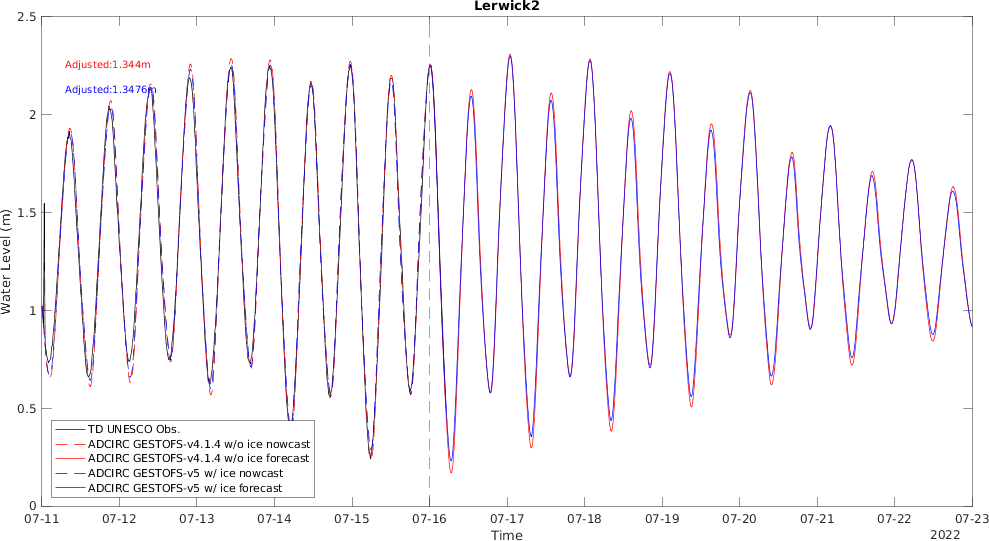 Lerwick2
2.5
Adjusted:1.344m
Adjusted:1.3476m
2
1.5
Water Level (m)
1
0.5
TD UNESCO Obs.
ADCIRC GESTOFS-v4.1.4 w/o ice nowcast
ADCIRC GESTOFS-v4.1.4 w/o ice forecast
ADCIRC GESTOFS-v5 w/ ice nowcast
ADCIRC GESTOFS-v5 w/ ice forecast
0
07-11 07-12 07-13 07-14 07-15 07-16 07-17 07-18 07-19 07-20 07-21 07-22 07-23
Time
2022